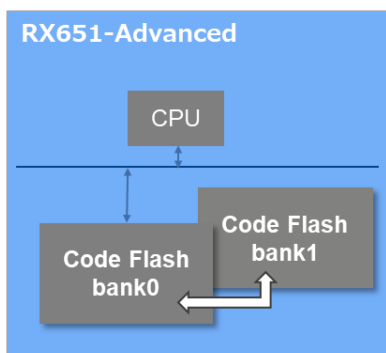 RX651-Advanced
CPU
Code Flash
bank1
Code Flash
bank0